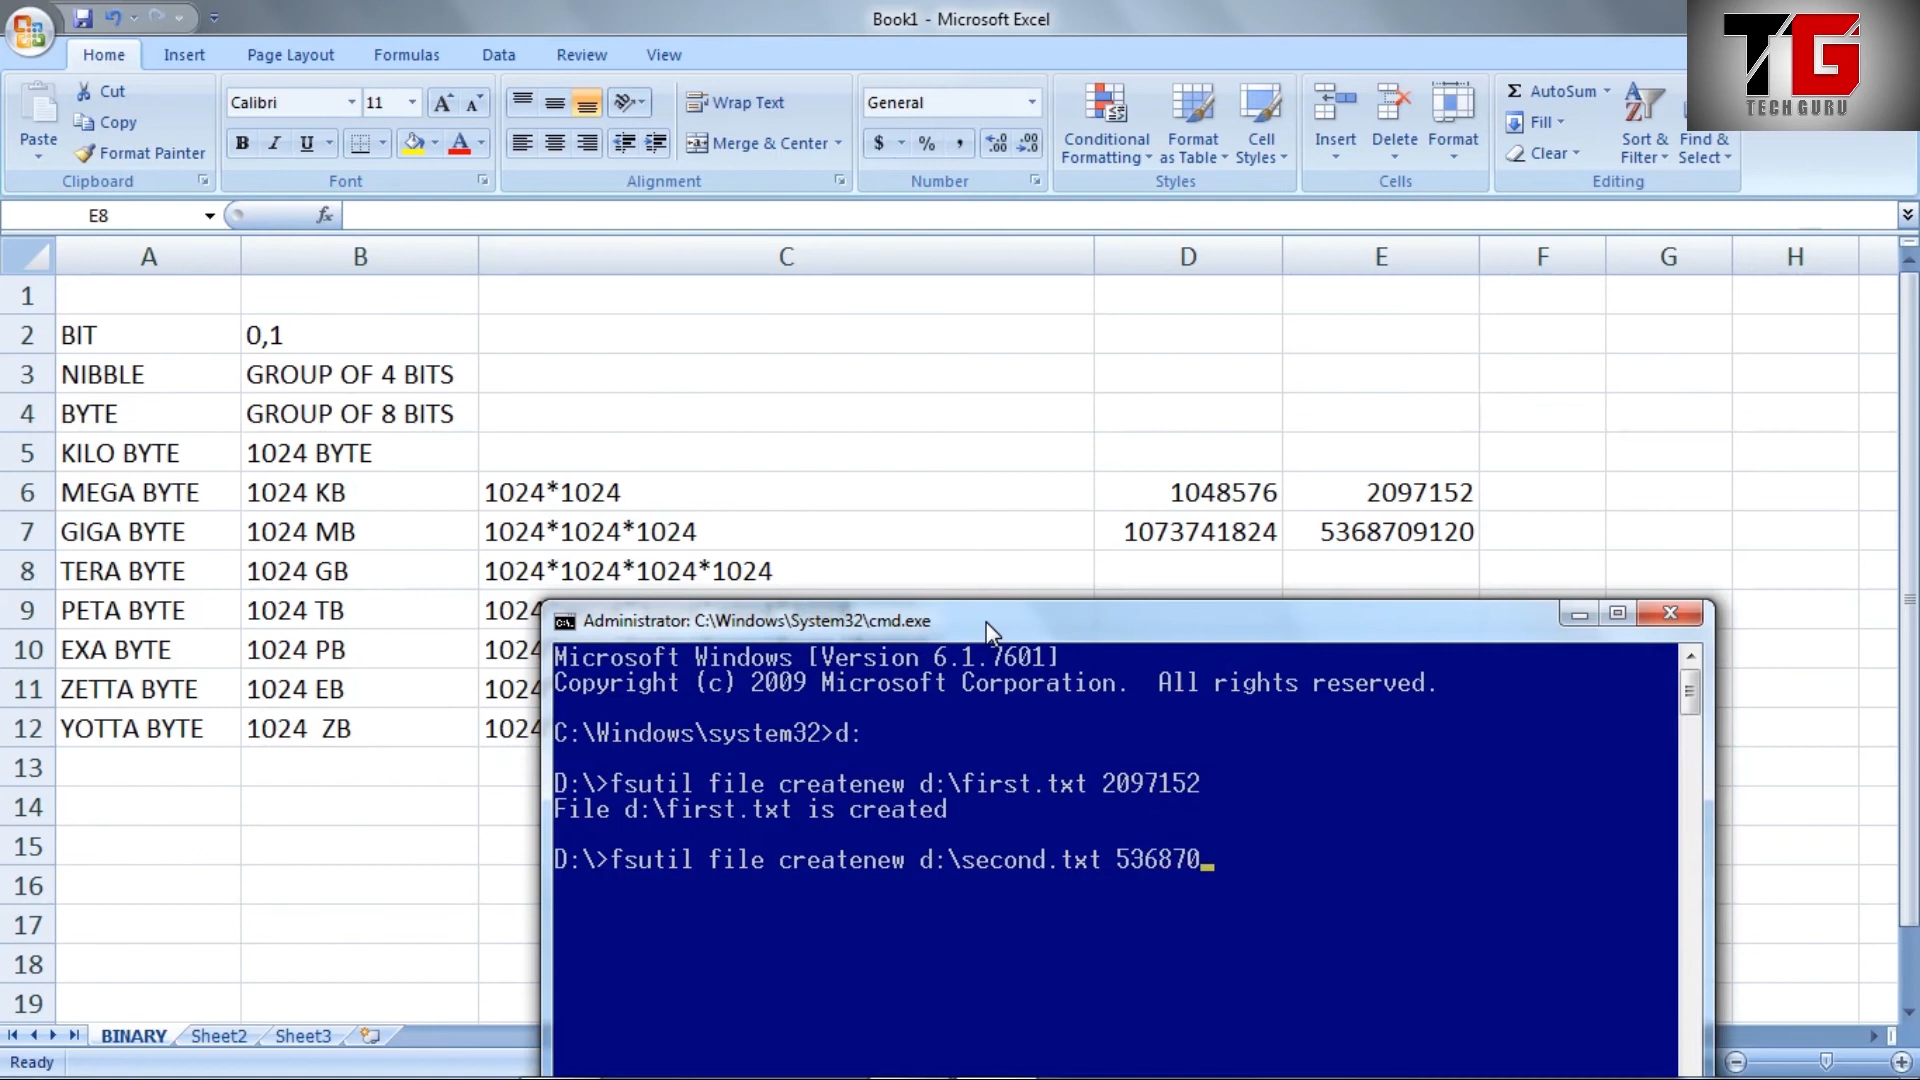 Book1 - Microsoft Excel
TG
TECH GURU
Home Insert Page Layout Formulas Data Review View
Paste
Cut
Copy
Format Painter
Clipboard
Calibri 11 A A
B I U A
Font
Wrap Text
Merge & Center
Alignment
General
$ % ,
Number
Conditional Formatting
Format as Table
Cell Styles
Styles
Insert Delete Format
Cells
Σ AutoSum
Fill
Clear
Sort & Filter
Find & Select
Editing
E8 fx
A B C D E F G H
1
2 BIT 0,1
3 NIBBLE GROUP OF 4 BITS
4 BYTE GROUP OF 8 BITS
5 KILO BYTE 1024 BYTE
6 MEGA BYTE 1024 KB 1024*1024 1048576 2097152
7 GIGA BYTE 1024 MB 1024*1024*1024 1073741824 5368709120
8 TERA BYTE 1024 GB 1024*1024*1024*1024
9 PETA BYTE 1024 TB 1024
10 EXA BYTE 1024 PB 1024
11 ZETTA BYTE 1024 EB 1024
12 YOTTA BYTE 1024 ZB 1024
13
14
15
16
17
18
19
Administrator: C:\Windows\System32\cmd.exe
Microsoft Windows [Version 6.1.7601]
Copyright (c) 2009 Microsoft Corporation. All rights reserved.
C:\Windows\system32>d:
D:\>fsutil file createnew d:\first.txt 2097152
File d:\first.txt is created
D:\>fsutil file createnew d:\second.txt 536870_
BINARY Sheet2 Sheet3
Ready